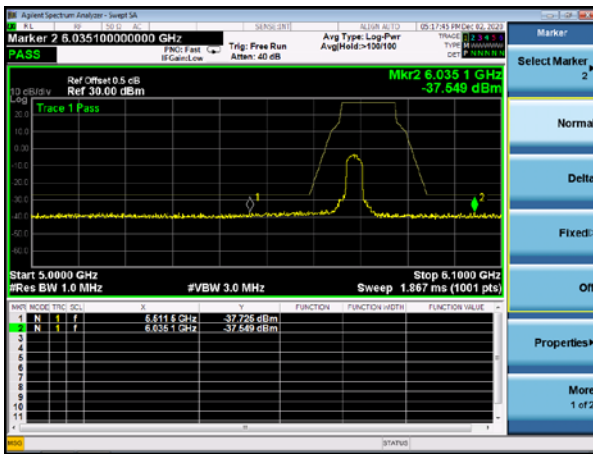 Agilent Spectrum Analyzer - Swept SA
RL RF 50 Ω AC SENSE:INT ALIGN AUTO 05:17:45 PM Dec 02, 2020
Marker 2 6.035100000000 GHz
PNO: Fast
IFGain:Low
Trig: Free Run
Atten: 40 dB
Avg Type: Log-Pwr
Avg|Hold:>100/100
TRACE 1 2 3 4 5 6
TYPE M WWWWW
DET P N N N N N
PASS
Ref Offset 0.5 dB
10 dB/div Ref 30.00 dBm
Mkr2 6.035 1 GHz
-37.549 dBm
Log
Trace 1 Pass
20.0
10.0
0.00
-10.0
-20.0
-30.0
-40.0
-50.0
-60.0
1
2
Start 5.0000 GHz
Stop 6.1000 GHz
#Res BW 1.0 MHz #VBW 3.0 MHz Sweep 1.867 ms (1001 pts)
MKR MODE TRC SCL X Y FUNCTION FUNCTION WIDTH FUNCTION VALUE
1 N 1 f 5.511 5 GHz -37.725 dBm
2 N 1 f 6.035 1 GHz -37.549 dBm
3
4
5
6
7
8
9
10
11
MSG STATUS
Marker
Select Marker
2
Normal
Delta
Fixed
Off
Properties
More
1 of 2